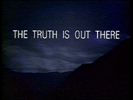 THE TRUTH IS OUT THERE